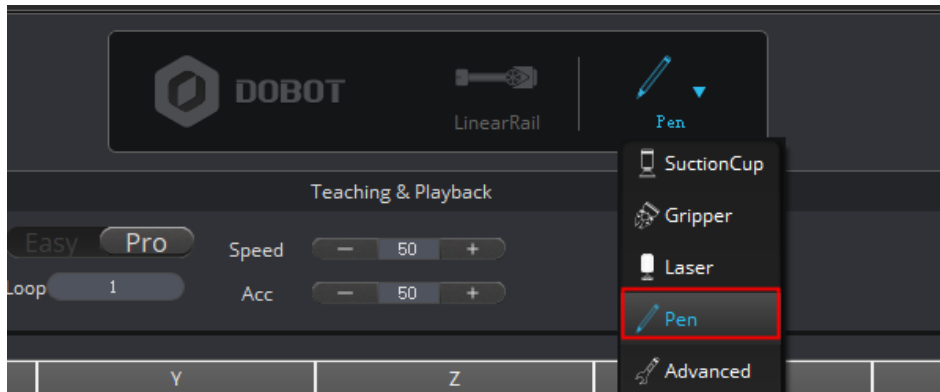 DOBOT
LinearRail
Pen
SuctionCup
Teaching & Playback
Gripper
Easy Pro
Speed - 50 +
Laser
Loop 1
Acc - 50 +
Pen
Advanced
Y Z